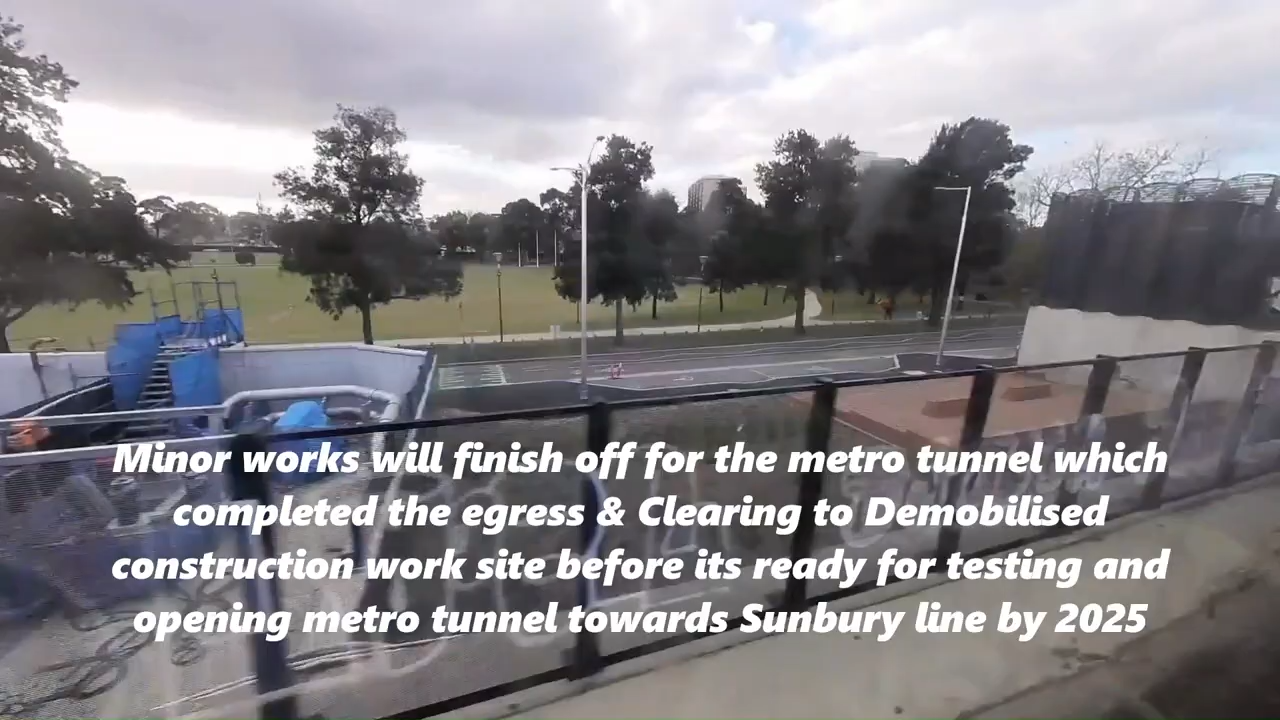 Minor works will finish off for the metro tunnel which
completed the egress & Clearing to Demobilised
construction work site before its ready for testing and
opening metro tunnel towards Sunbury line by 2025